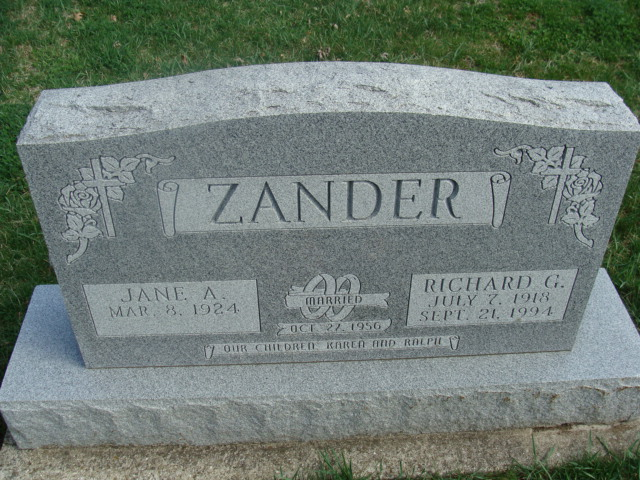 ZANDER
JANE A.
MAR. 8, 1924
MARRIED
OCT. 27, 1956
RICHARD G.
JULY 7, 1918
SEPT. 21, 1994
OUR CHILDREN KAREN AND RALPH